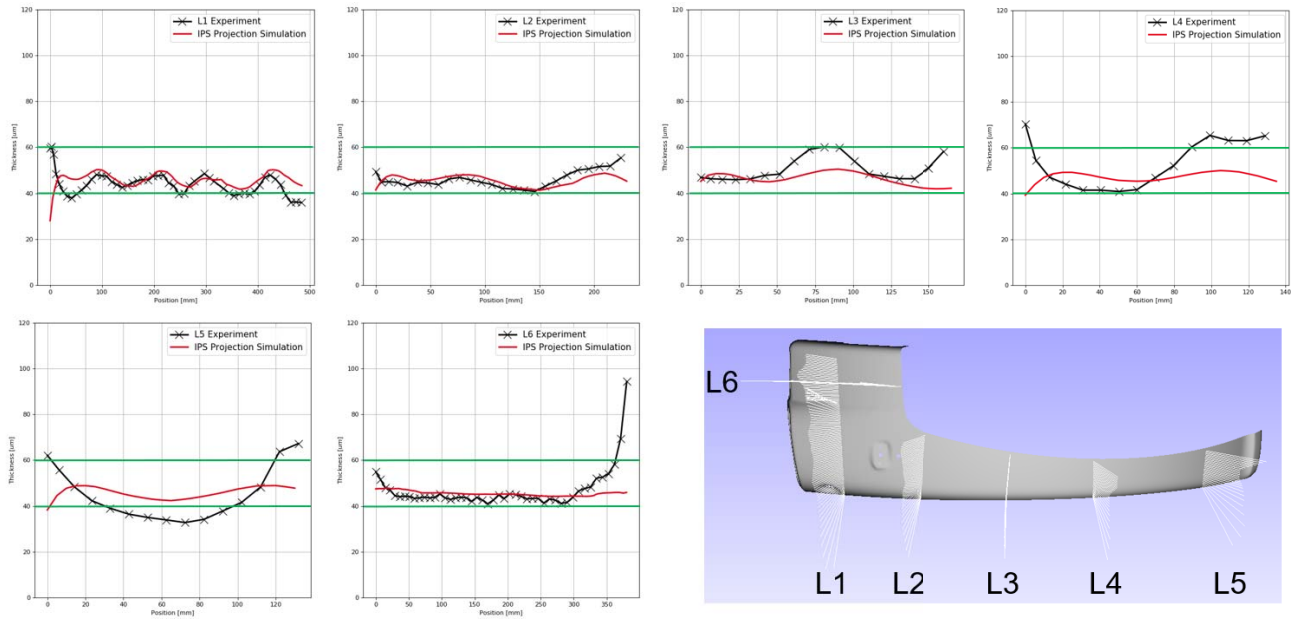 L1 Experiment
IPS Projection Simulation
Thickness [um]
120
100
80
60
40
20
0
0 100 200 300 400 500
Position [mm]
L2 Experiment
IPS Projection Simulation
Thickness [um]
120
100
80
60
40
20
0
0 50 100 150 200
Position [mm]
L3 Experiment
IPS Projection Simulation
Thickness [um]
120
100
80
60
40
20
0
0 25 50 75 100 125 150
Position [mm]
L4 Experiment
IPS Projection Simulation
Thickness [um]
120
100
80
60
40
20
0
0 20 40 60 80 100 120 140
Position [mm]
L5 Experiment
IPS Projection Simulation
Thickness [um]
120
100
80
60
40
20
0
0 20 40 60 80 100 120
Position [mm]
L6 Experiment
IPS Projection Simulation
Thickness [um]
120
100
80
60
40
20
0
0 50 100 150 200 250 300 350
Position [mm]
L6
L1 L2 L3 L4 L5